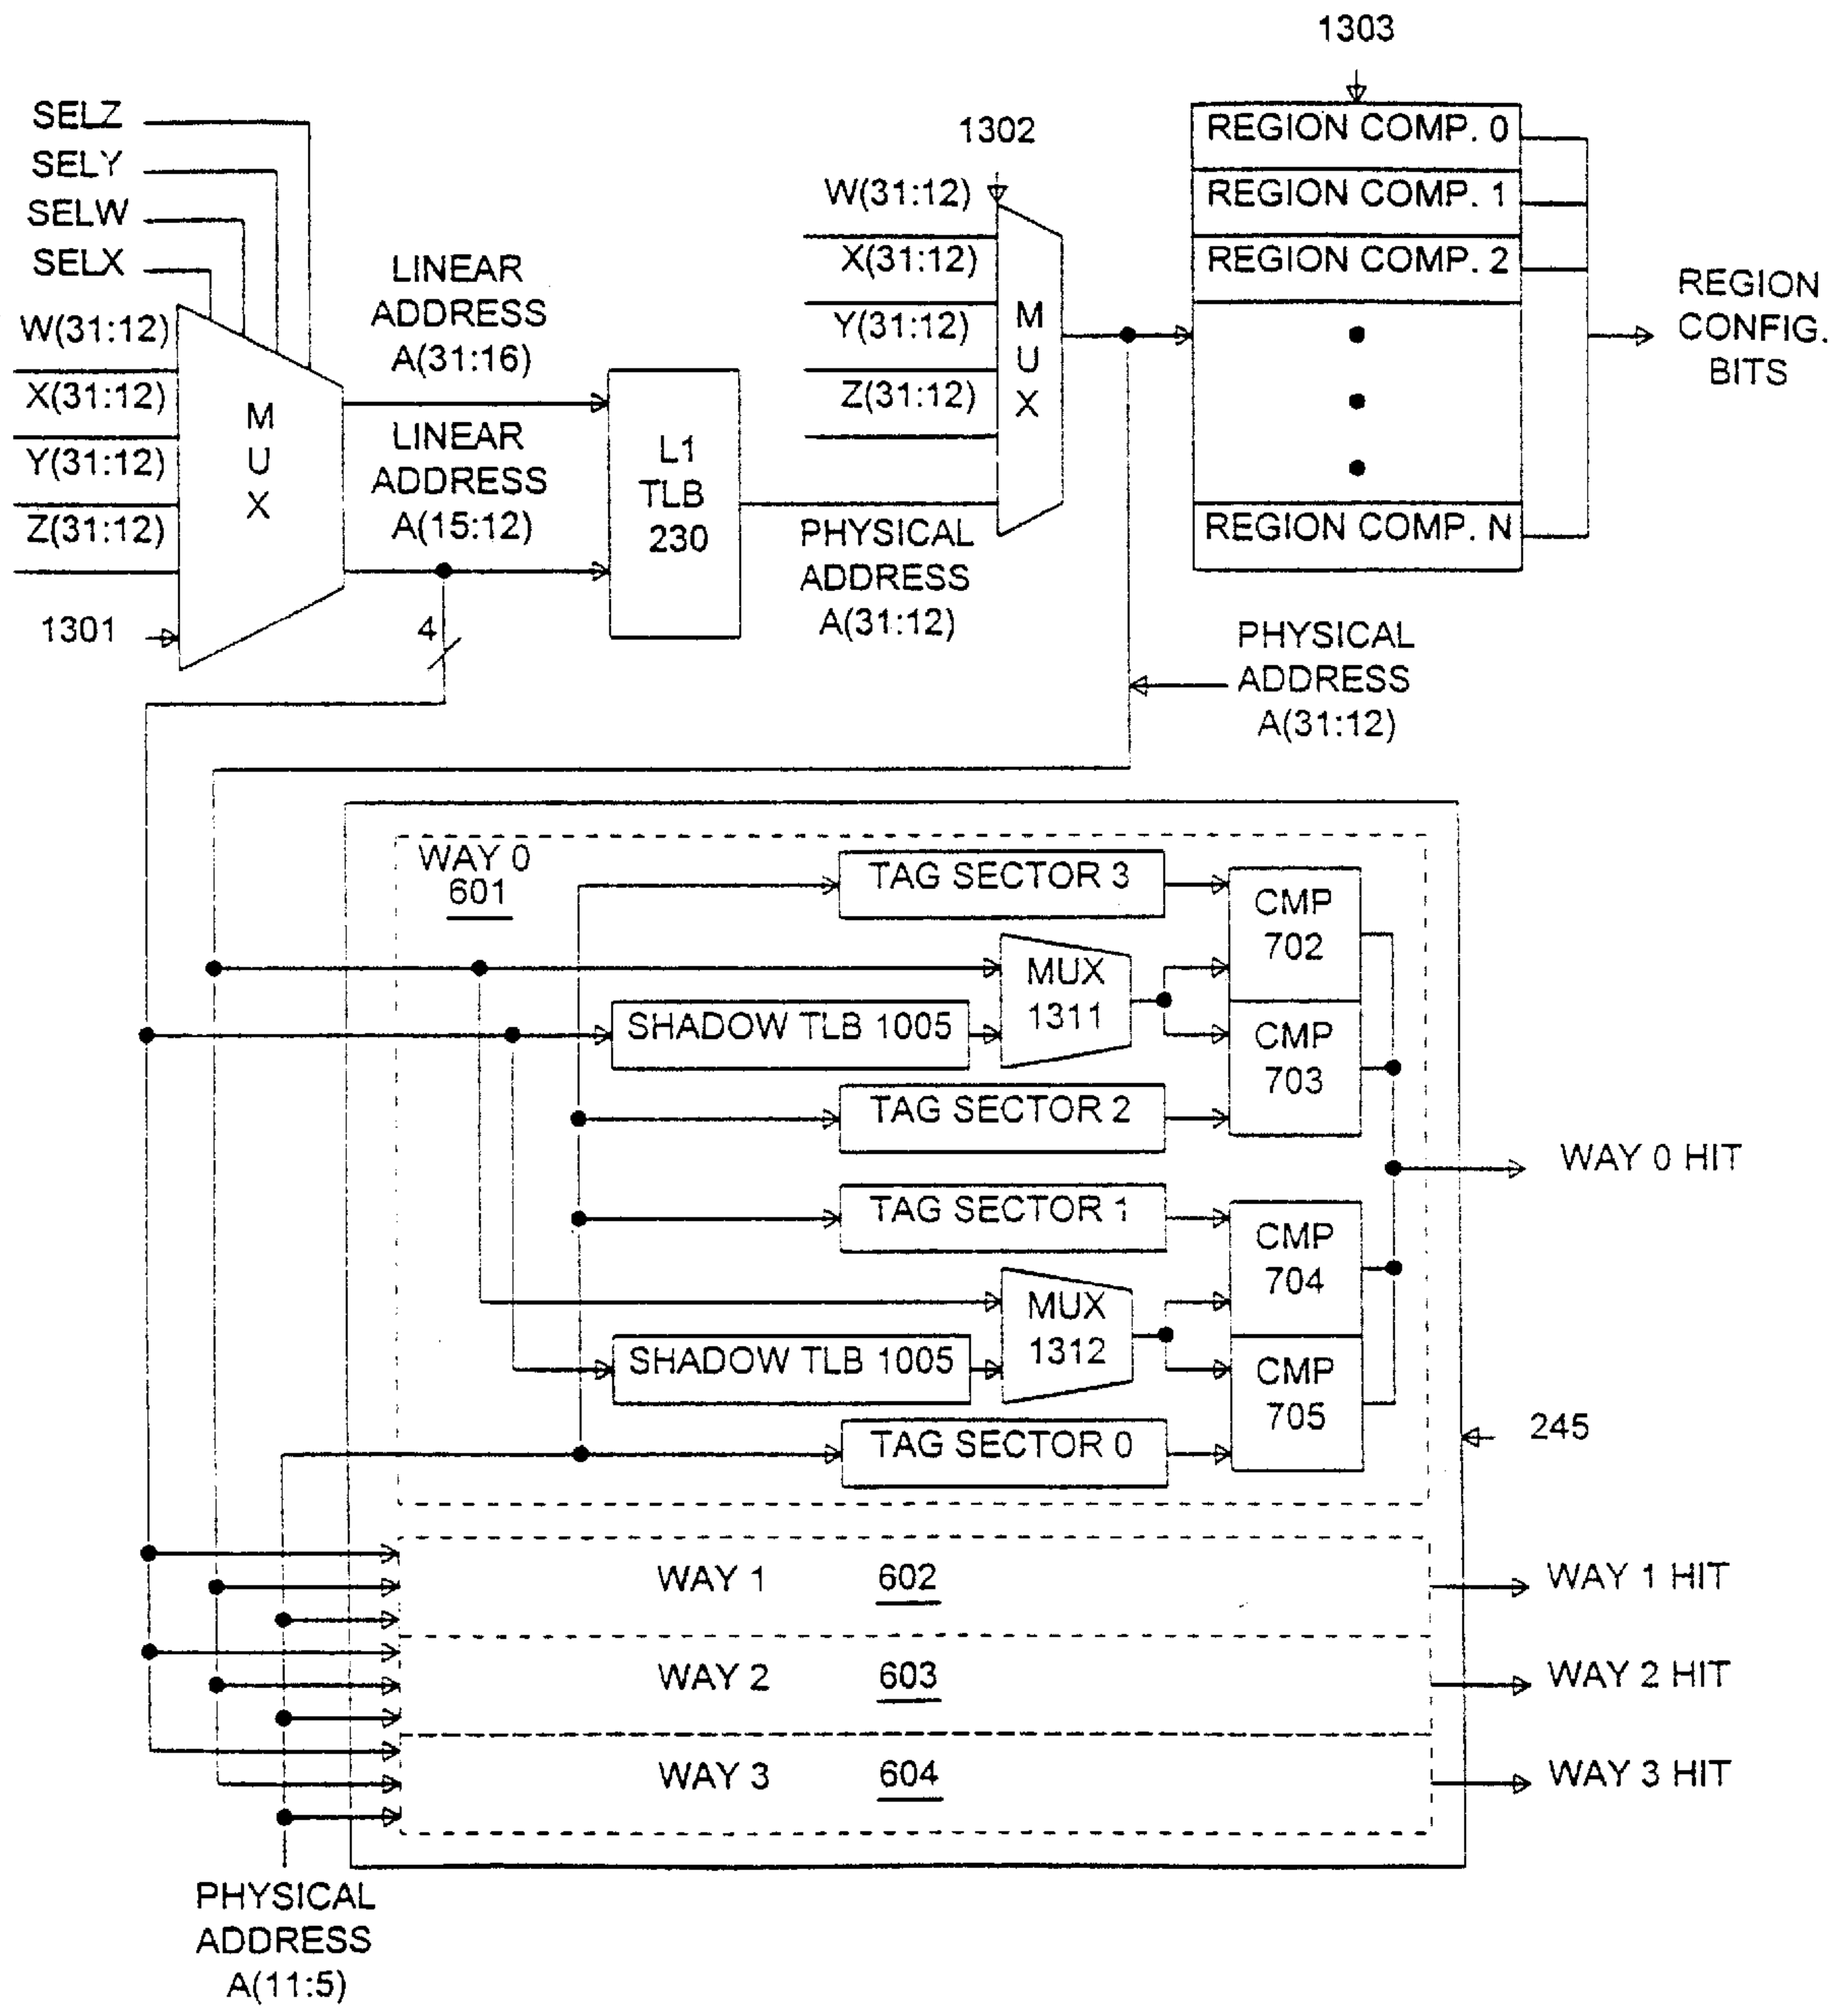 1303
SELZ
SELY
SELW
SELX
W(31:12)
X(31:12)
Y(31:12)
Z(31:12)
1301
M
U
X
LINEAR
ADDRESS
A(31:16)
LINEAR
ADDRESS
A(15:12)
4
L1
TLB
230
1302
W(31:12)
X(31:12)
Y(31:12)
Z(31:12)
M
U
X
PHYSICAL
ADDRESS
A(31:12)
REGION COMP. 0
REGION COMP. 1
REGION COMP. 2
REGION COMP. N
REGION
CONFIG.
BITS
PHYSICAL
ADDRESS
A(31:12)
WAY 0
601
TAG SECTOR 3
CMP
702
MUX
1311
SHADOW TLB 1005
CMP
703
TAG SECTOR 2
WAY 0 HIT
TAG SECTOR 1
CMP
704
MUX
1312
SHADOW TLB 1005
CMP
705
TAG SECTOR 0
245
WAY 1 602
WAY 1 HIT
WAY 2 603
WAY 2 HIT
WAY 3 604
WAY 3 HIT
PHYSICAL
ADDRESS
A(11:5)